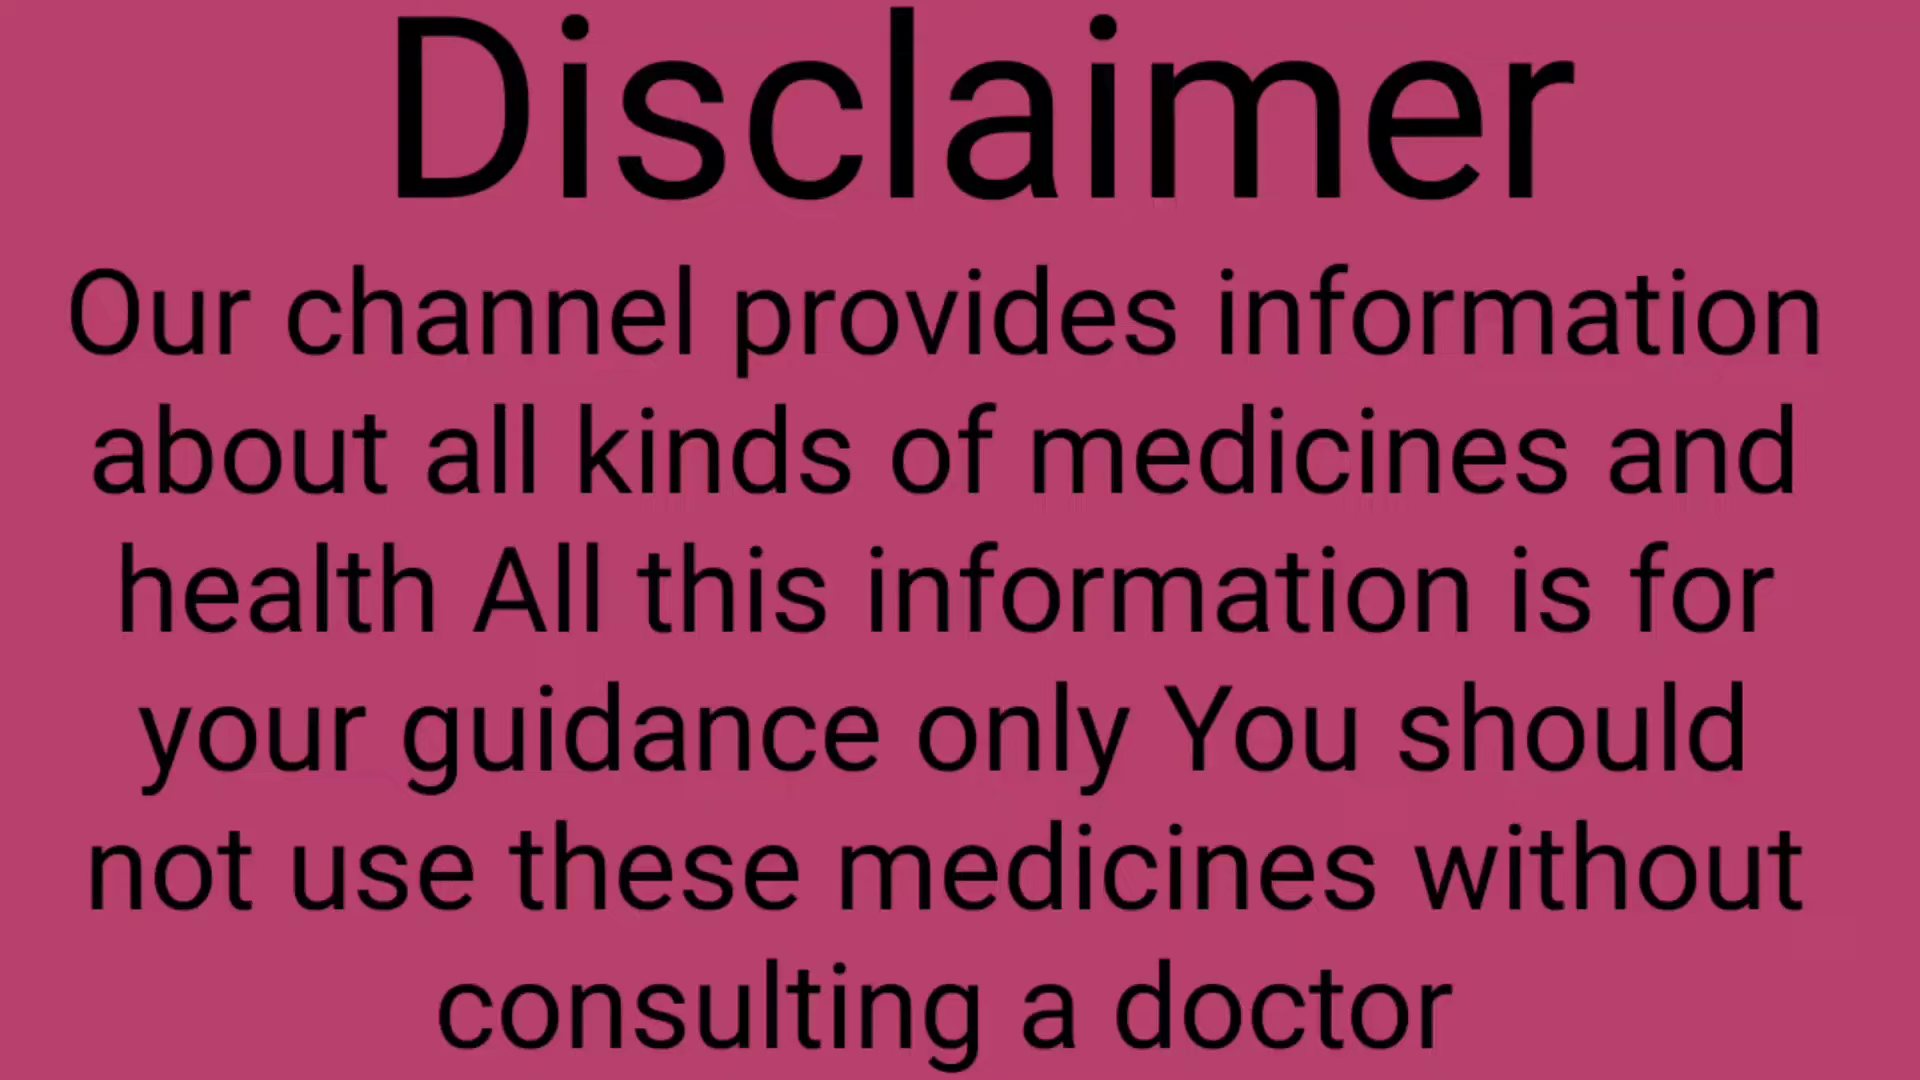 Disclaimer
Our channel provides information
about all kinds of medicines and
health All this information is for
your guidance only You should
not use these medicines without
consulting a doctor